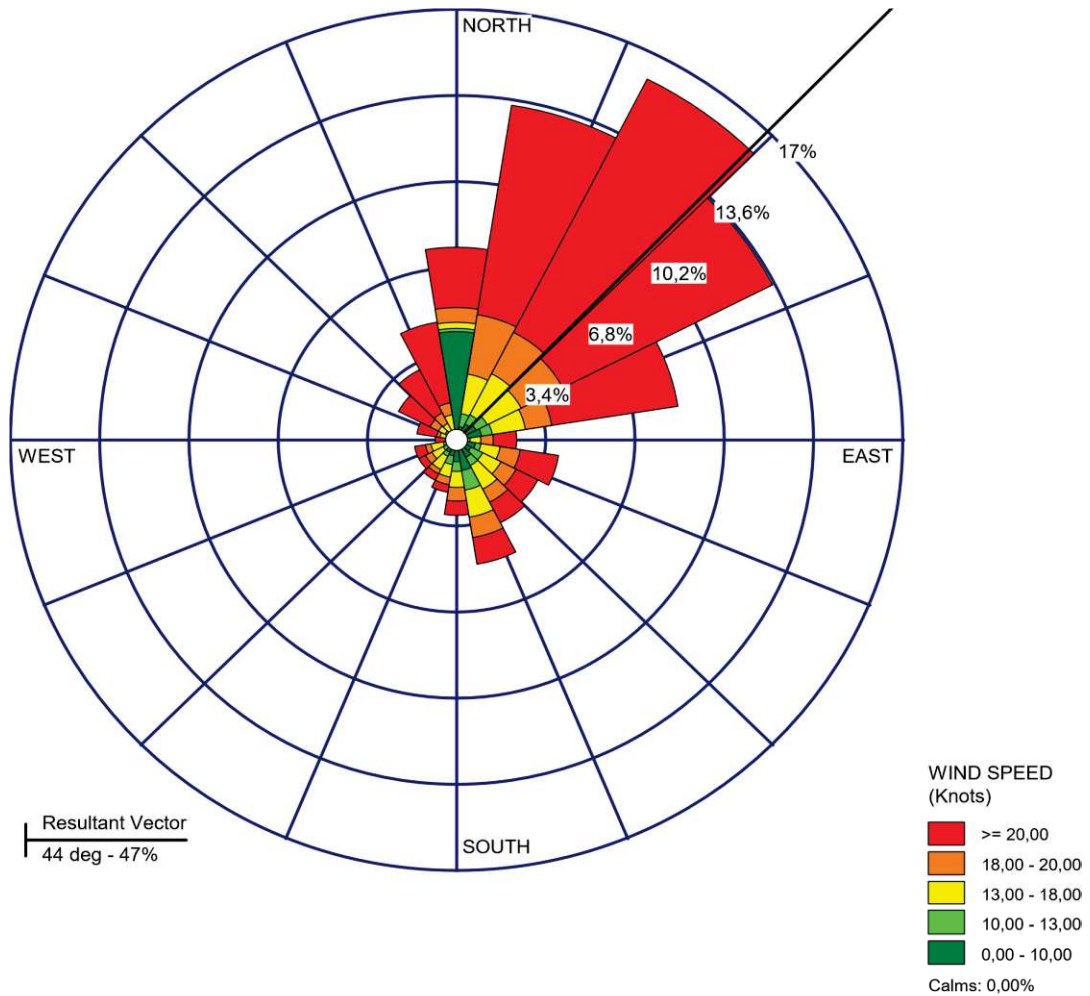 NORTH
17%
13,6%
10,2%
6,8%
3,4%
WEST
EAST
SOUTH
Resultant Vector
44 deg - 47%
WIND SPEED
(Knots)
>= 20,00
18,00 - 20,00
13,00 - 18,00
10,00 - 13,00
0,00 - 10,00
Calms: 0,00%